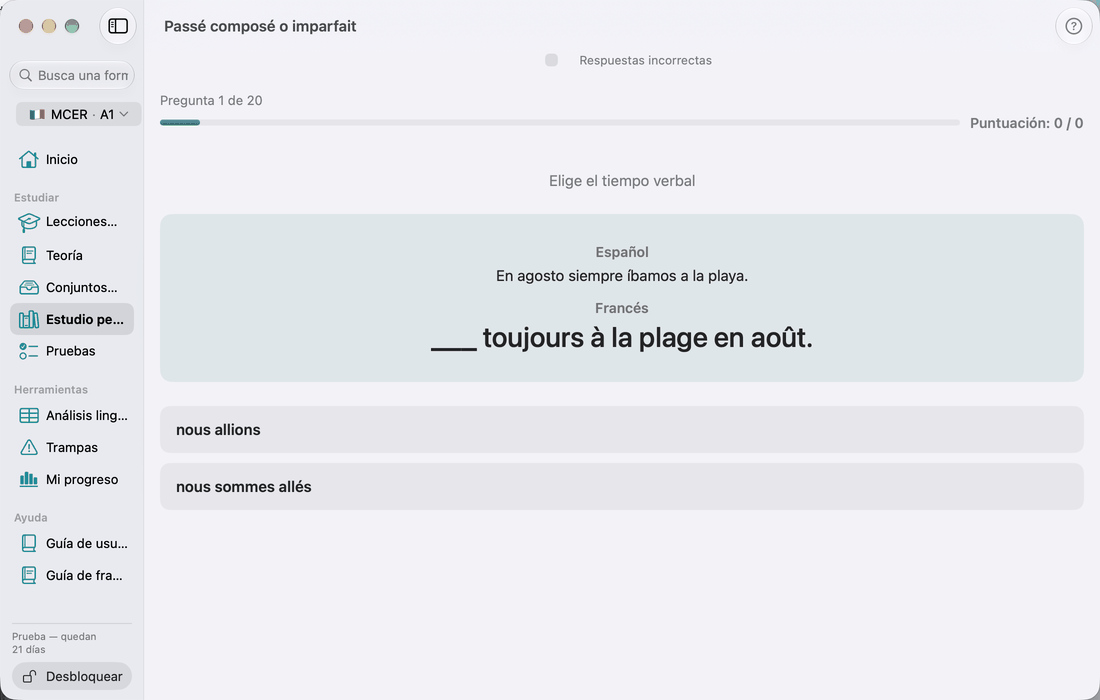 Passé composé o imparfait
Respuestas incorrectas
Busca una forn
MCER · A1
Pregunta 1 de 20
Puntuación: 0 / 0
Inicio
Estudiar
Lecciones...
Teoría
Conjuntos...
Estudio pe...
Pruebas
Herramientas
Análisis ling...
Trampas
Mi progreso
Ayuda
Guía de usu...
Guía de fra...
Prueba — quedan
21 días
Desbloquear
Elige el tiempo verbal
Español
En agosto siempre íbamos a la playa.
Francés
___ toujours à la plage en août.
nous allions
nous sommes allés